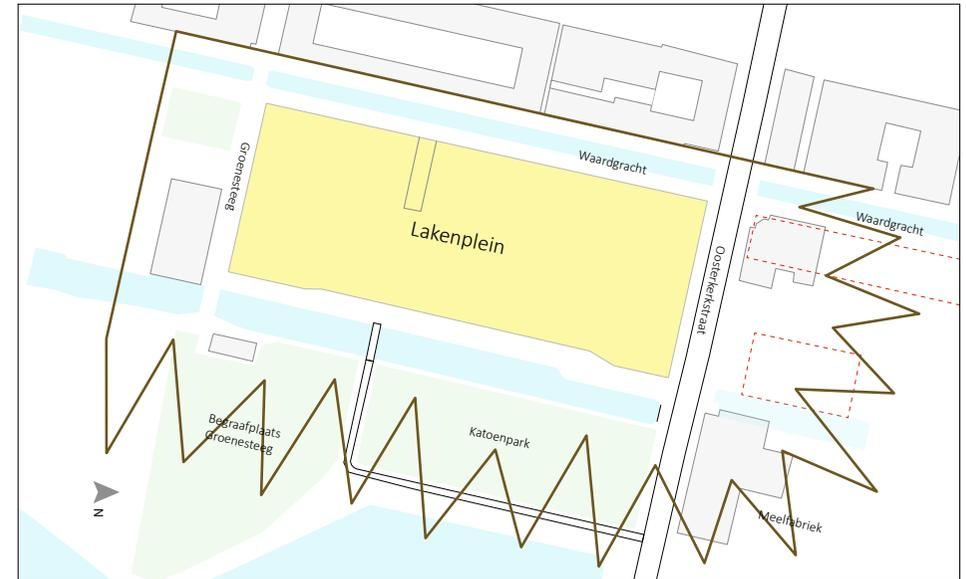 Waardgracht
Groenesteeg
Waardgracht
Lakenplein
Oosterkerkstraat
Begraafplaats
Groenesteeg
Katoenpark
N
Meelfabriek